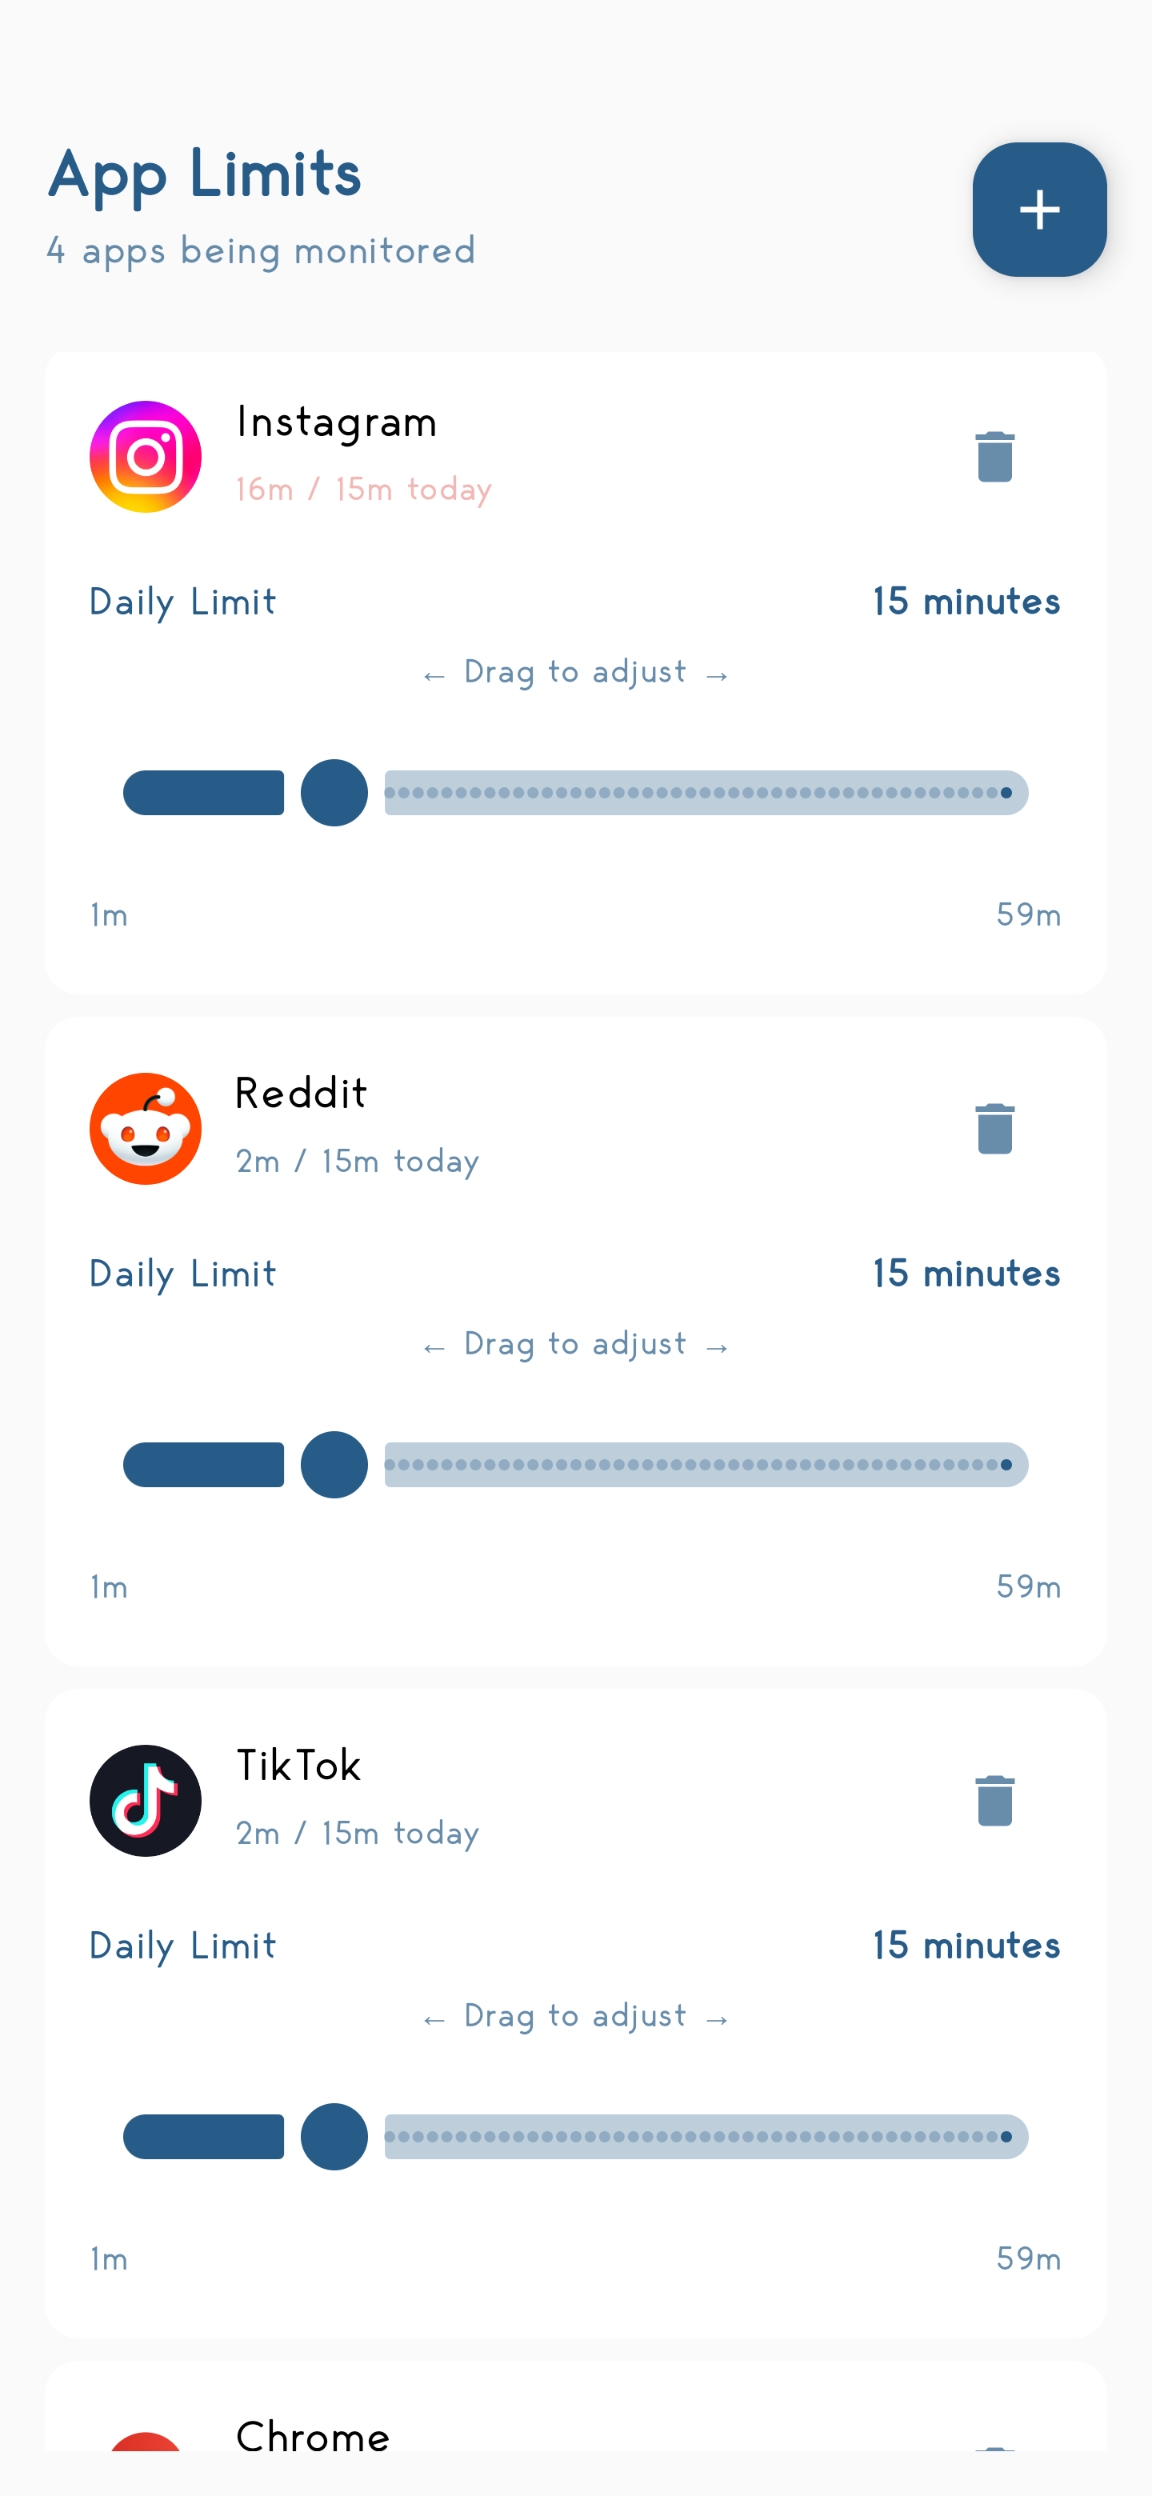 App Limits
4 apps being monitored
Instagram
16m / 15m today
Daily Limit 15 minutes
← Drag to adjust →
1m 59m
Reddit
2m / 15m today
Daily Limit 15 minutes
← Drag to adjust →
1m 59m
TikTok
2m / 15m today
Daily Limit 15 minutes
← Drag to adjust →
1m 59m
Chrome